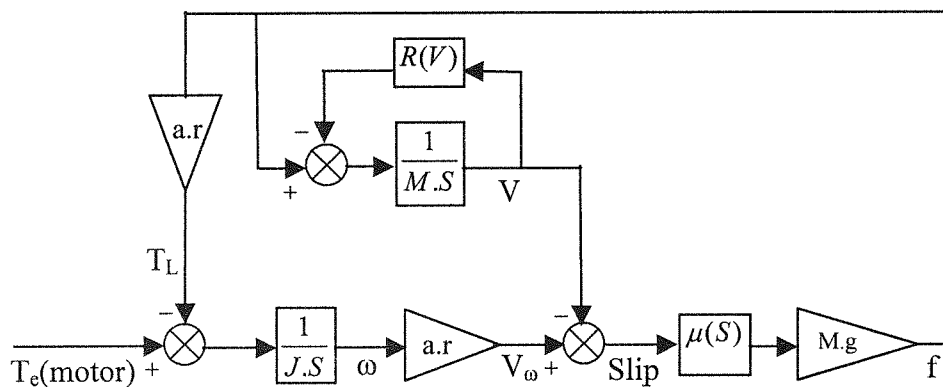 R(V)
a.r
−
+
1
M.S
V
T_L
−
−
T_e(motor) +
1
J.S
ω
a.r
V_ω +
Slip
μ(S)
M.g
f